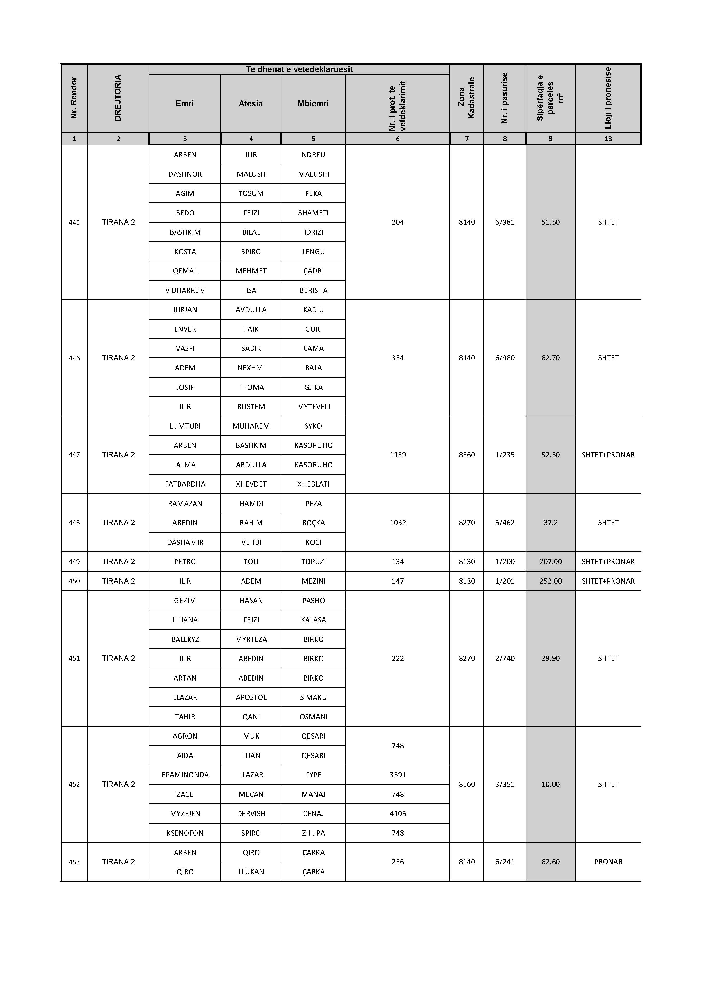 Nr. Rendor DREJTORIA Të dhënat e vetëdeklaruesit Zona Kadastrale Nr. i pasurisë Sipërfaqja e parceles m² Lloji I pronesise
Emri Atësia Mbiemri Nr. i prot. te vetdeklarimit
1 2 3 4 5 6 7 8 9 13
ARBEN ILIR NDREU
DASHNOR MALUSH MALUSHI
AGIM TOSUM FEKA
BEDO FEJZI SHAMETI
445 TIRANA 2 204 8140 6/981 51.50 SHTET
BASHKIM BILAL IDRIZI
KOSTA SPIRO LENGU
QEMAL MEHMET ÇADRI
MUHARREM ISA BERISHA
ILIRJAN AVDULLA KADIU
ENVER FAIK GURI
VASFI SADIK CAMA
446 TIRANA 2 354 8140 6/980 62.70 SHTET
ADEM NEXHMI BALA
JOSIF THOMA GJIKA
ILIR RUSTEM MYTEVELI
LUMTURI MUHAREM SYKO
ARBEN BASHKIM KASORUHO
447 TIRANA 2 1139 8360 1/235 52.50 SHTET+PRONAR
ALMA ABDULLA KASORUHO
FATBARDHA XHEVDET XHEBLATI
RAMAZAN HAMDI PEZA
448 TIRANA 2 ABEDIN RAHIM BOÇKA 1032 8270 5/462 37.2 SHTET
DASHAMIR VEHBI KOÇI
449 TIRANA 2 PETRO TOLI TOPUZI 134 8130 1/200 207.00 SHTET+PRONAR
450 TIRANA 2 ILIR ADEM MEZINI 147 8130 1/201 252.00 SHTET+PRONAR
GEZIM HASAN PASHO
LILIANA FEJZI KALASA
BALLKYZ MYRTEZA BIRKO
451 TIRANA 2 ILIR ABEDIN BIRKO 222 8270 2/740 29.90 SHTET
ARTAN ABEDIN BIRKO
LLAZAR APOSTOL SIMAKU
TAHIR QANI OSMANI
AGRON MUK QESARI
748
AIDA LUAN QESARI
EPAMINONDA LLAZAR FYPE 3591
452 TIRANA 2 8160 3/351 10.00 SHTET
ZAÇE MEÇAN MANAJ 748
MYZEJEN DERVISH CENAJ 4105
KSENOFON SPIRO ZHUPA 748
ARBEN QIRO ÇARKA
453 TIRANA 2 256 8140 6/241 62.60 PRONAR
QIRO LLUKAN ÇARKA